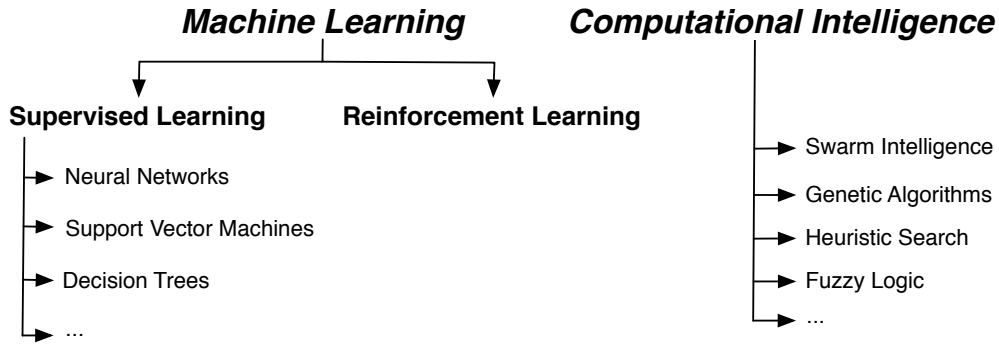 Machine Learning
Computational Intelligence
Supervised Learning
Reinforcement Learning
Neural Networks
Support Vector Machines
Decision Trees
...
Swarm Intelligence
Genetic Algorithms
Heuristic Search
Fuzzy Logic
...